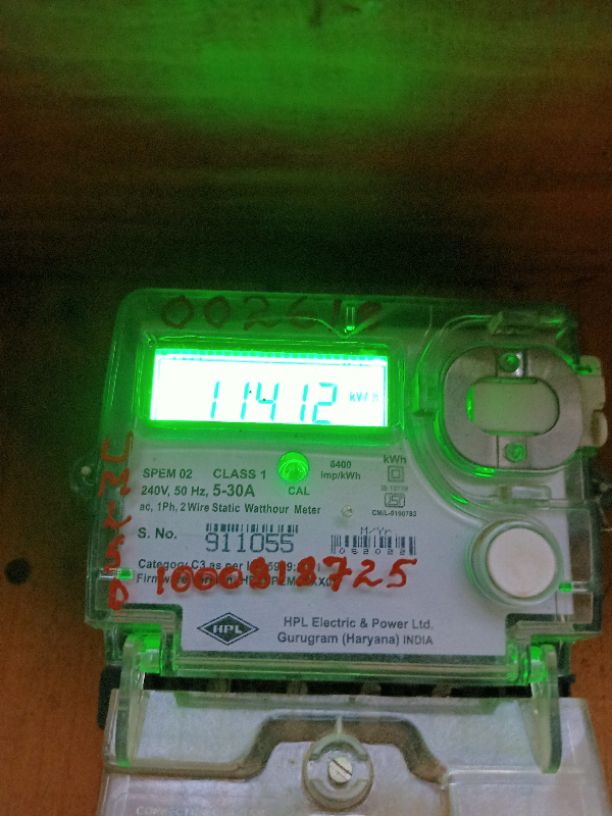 11412 kWh
SPEM 02 CLASS 1
6400 imp/kWh
kWh
240V, 50 Hz, 5-30A
CAL
ac, 1Ph, 2 Wire Static Watthour Meter
S. No.
911055
M/Yr
052022
Category C3 as per
1000818725
HPL
HPL Electric & Power Ltd.
Gurugram (Haryana) INDIA